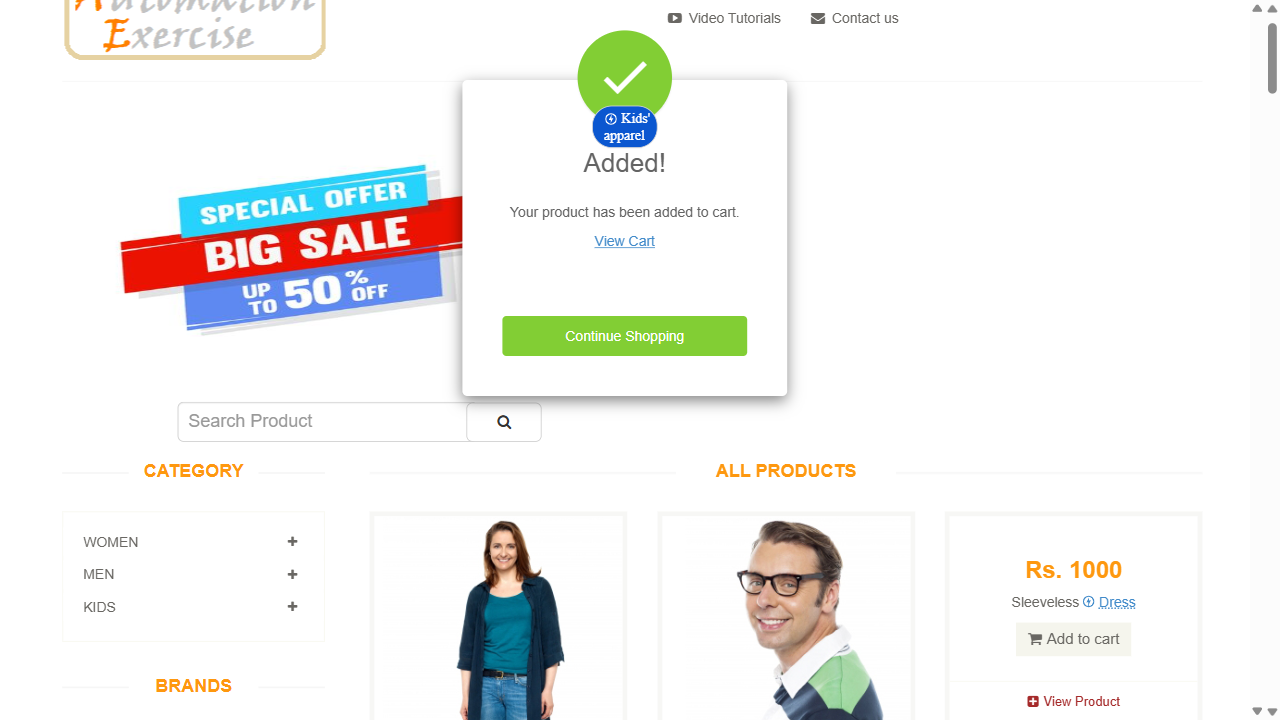 Automation
Exercise
Video Tutorials
Contact us
Kids'
apparel
Added!
Your product has been added to cart.
View Cart
Continue Shopping
SPECIAL OFFER
BIG SALE
UP TO 50% OFF
Search Product
CATEGORY
WOMEN
MEN
KIDS
BRANDS
ALL PRODUCTS
Rs. 1000
Sleeveless Dress
Add to cart
View Product